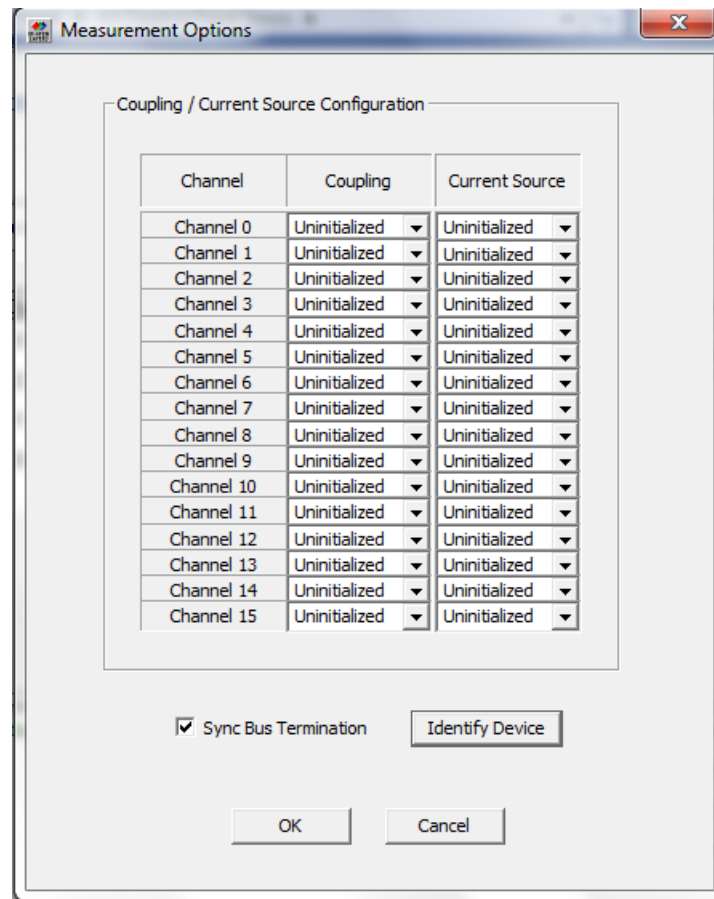 Measurement Options
Coupling / Current Source Configuration
Channel Coupling Current Source
Channel 0 Uninitialized Uninitialized
Channel 1 Uninitialized Uninitialized
Channel 2 Uninitialized Uninitialized
Channel 3 Uninitialized Uninitialized
Channel 4 Uninitialized Uninitialized
Channel 5 Uninitialized Uninitialized
Channel 6 Uninitialized Uninitialized
Channel 7 Uninitialized Uninitialized
Channel 8 Uninitialized Uninitialized
Channel 9 Uninitialized Uninitialized
Channel 10 Uninitialized Uninitialized
Channel 11 Uninitialized Uninitialized
Channel 12 Uninitialized Uninitialized
Channel 13 Uninitialized Uninitialized
Channel 14 Uninitialized Uninitialized
Channel 15 Uninitialized Uninitialized
Sync Bus Termination Identify Device
OK Cancel